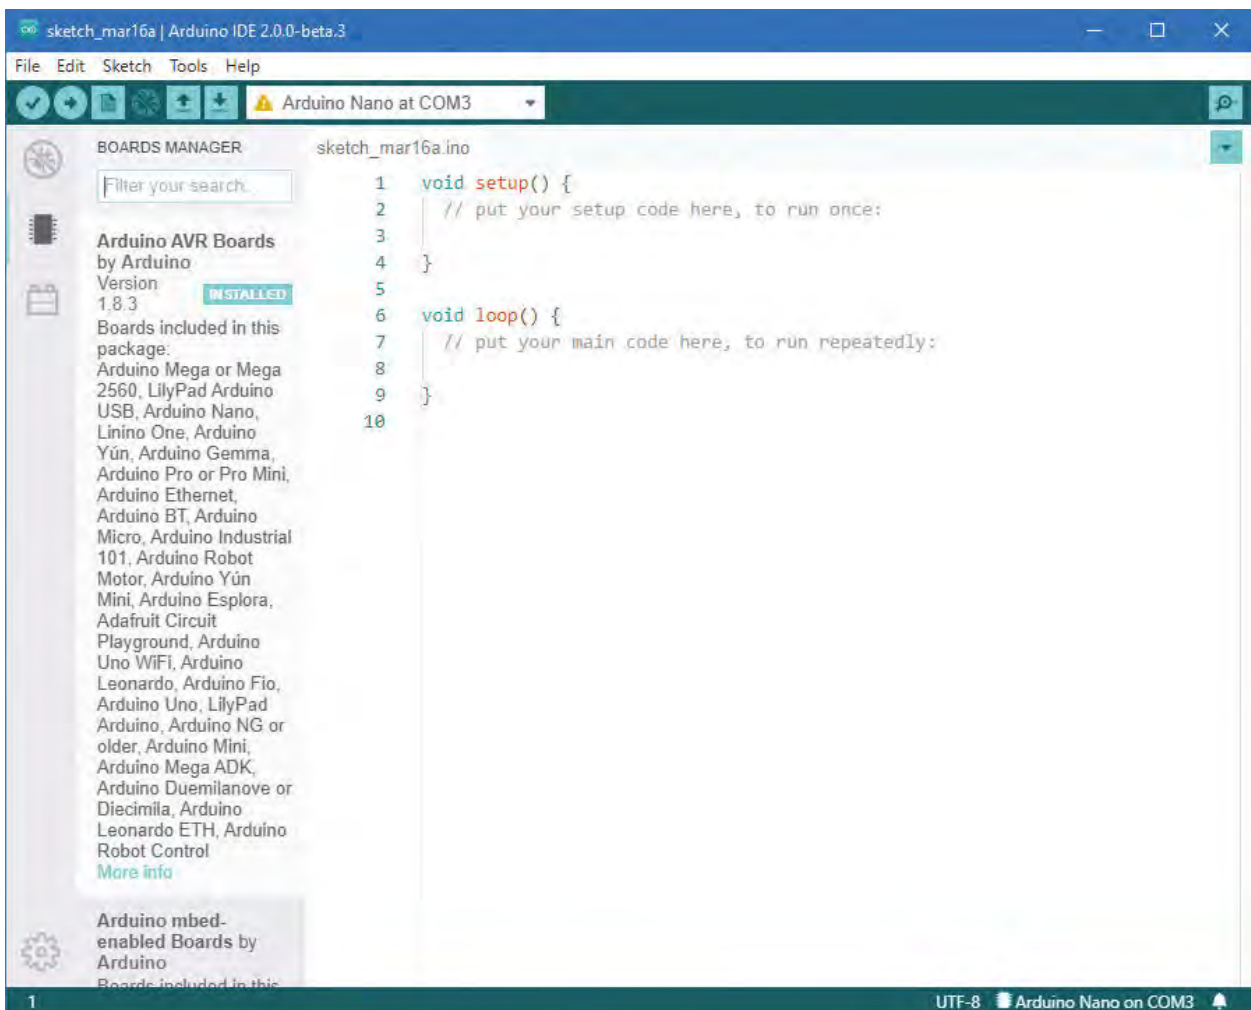 sketch_mar16a | Arduino IDE 2.0.0-beta.3
File Edit Sketch Tools Help
Arduino Nano at COM3
BOARDS MANAGER
Filter your search...
Arduino AVR Boards
by Arduino
Version
1.8.3
INSTALLED
Boards included in this
package:
Arduino Mega or Mega
2560, LilyPad Arduino
USB, Arduino Nano,
Linino One, Arduino
Yún, Arduino Gemma,
Arduino Pro or Pro Mini,
Arduino Ethernet,
Arduino BT, Arduino
Micro, Arduino Industrial
101, Arduino Robot
Motor, Arduino Yún
Mini, Arduino Esplora,
Adafruit Circuit
Playground, Arduino
Uno WiFi, Arduino
Leonardo, Arduino Fio,
Arduino Uno, LilyPad
Arduino, Arduino NG or
older, Arduino Mini,
Arduino Mega ADK,
Arduino Duemilanove or
Diecimila, Arduino
Leonardo ETH, Arduino
Robot Control
More info
Arduino mbed-
enabled Boards by
Arduino
Boards included in this
sketch_mar16a.ino
1 void setup() {
2 // put your setup code here, to run once:
3
4 }
5
6 void loop() {
7 // put your main code here, to run repeatedly:
8
9 }
10
1
UTF-8 Arduino Nano on COM3